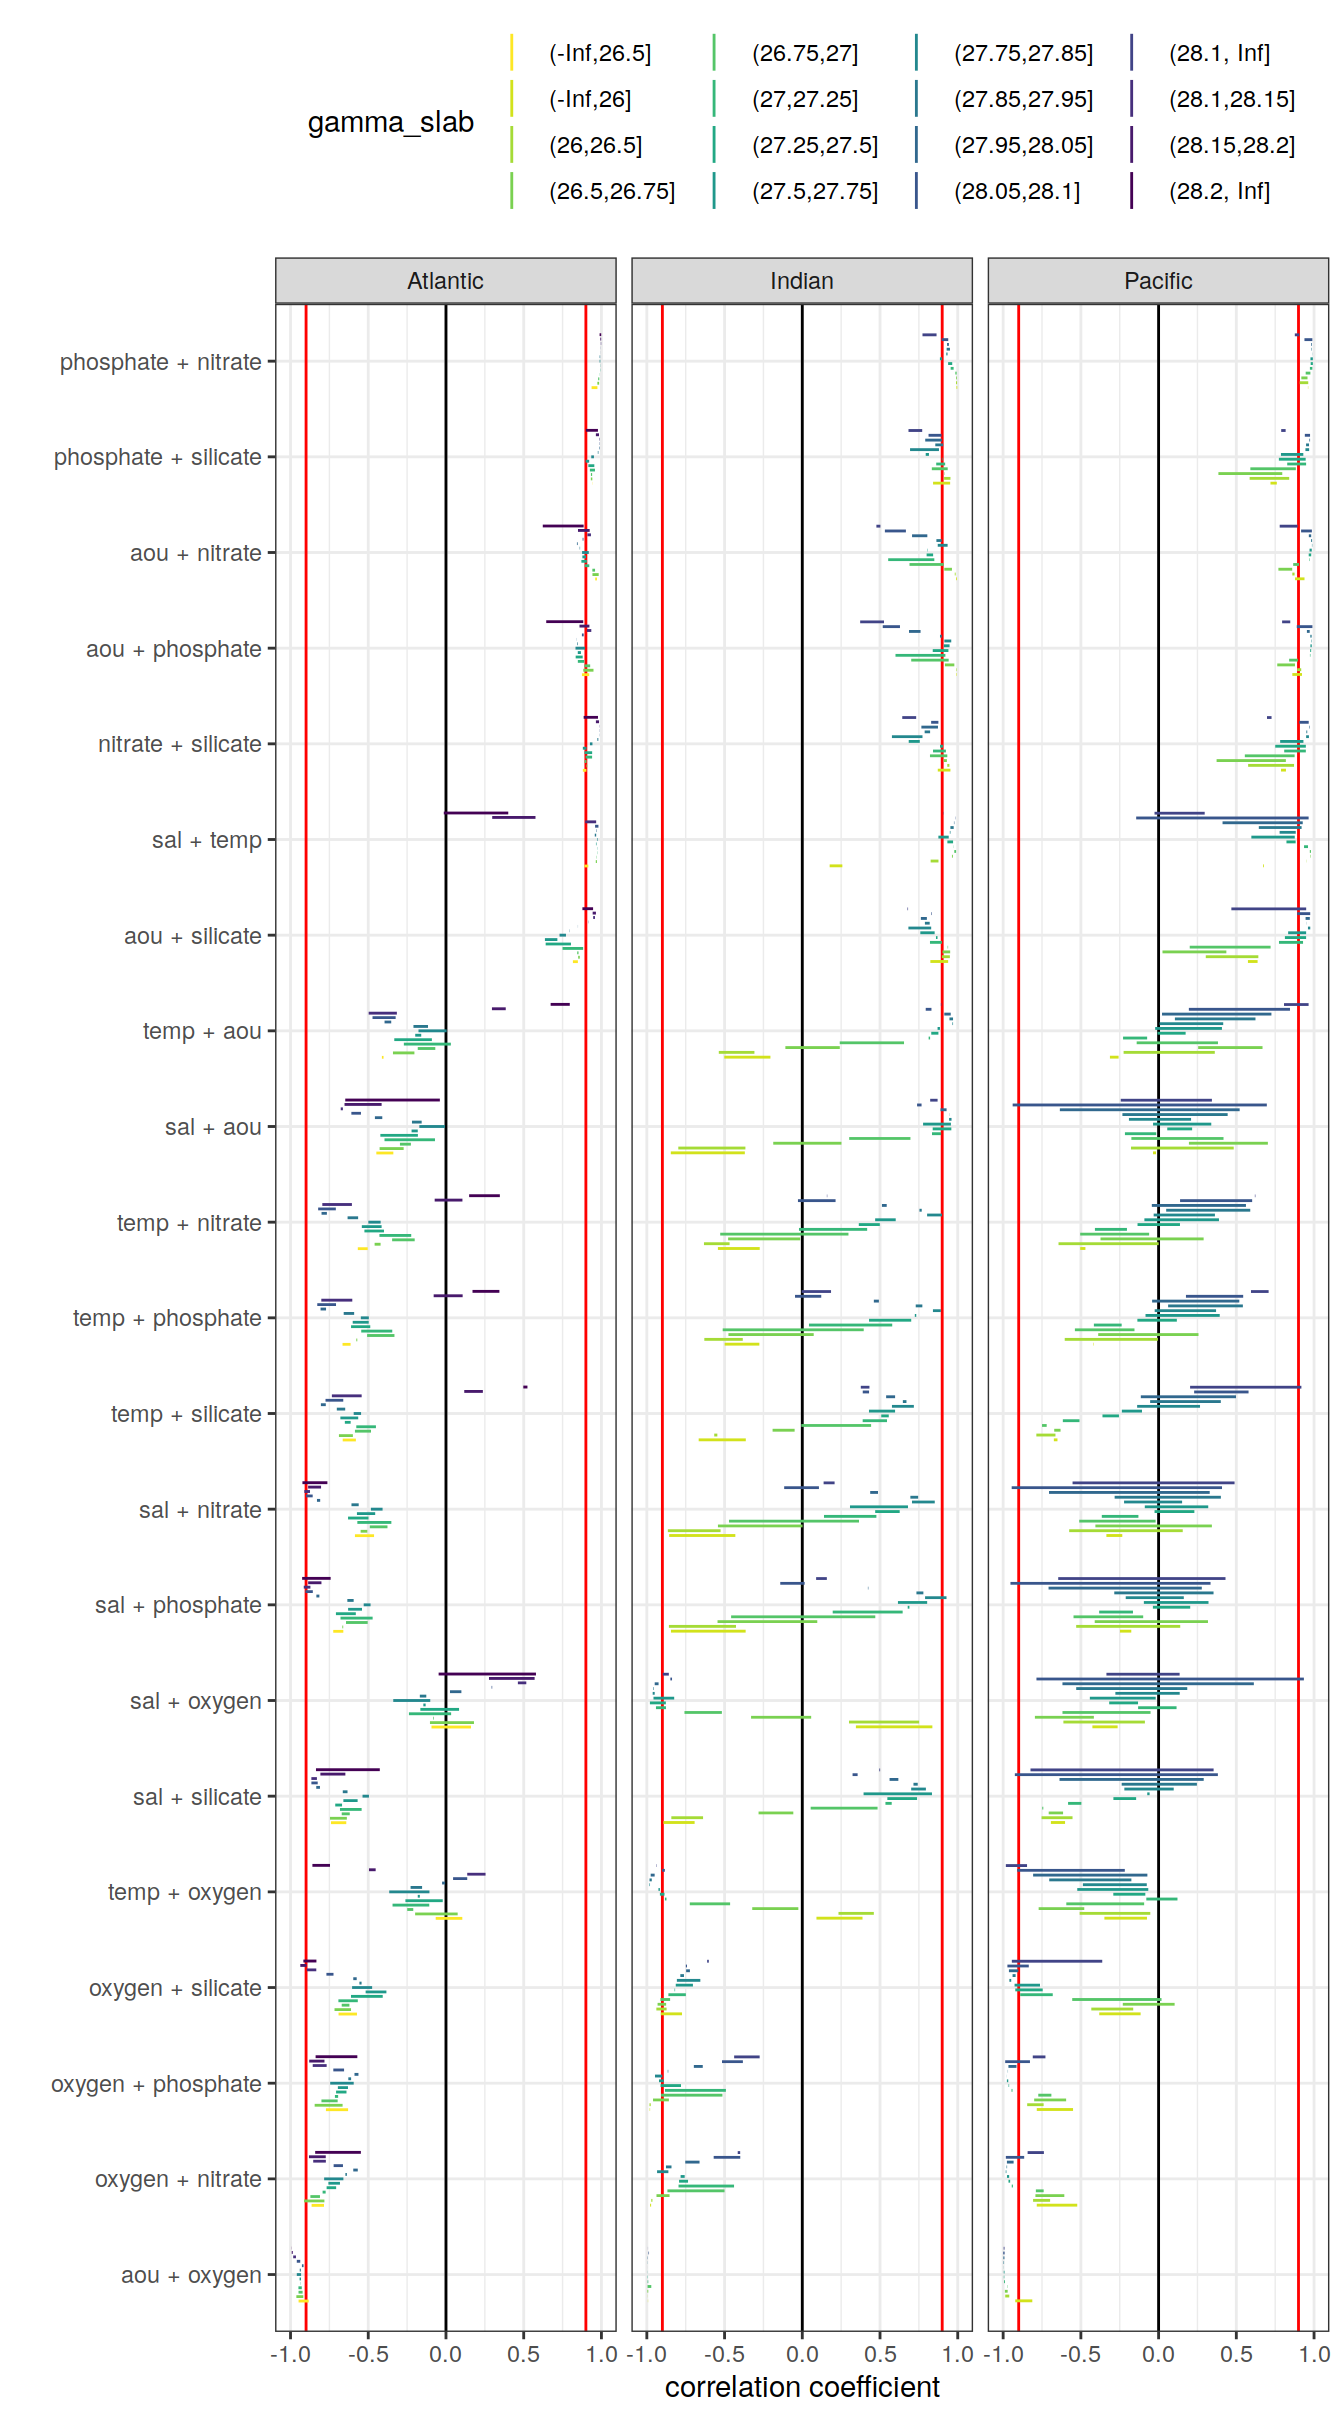 gamma_slab
(-Inf,26.5] (26.75,27] (27.75,27.85] (28.1, Inf]
(-Inf,26] (27,27.25] (27.85,27.95] (28.1,28.15]
(26,26.5] (27.25,27.5] (27.95,28.05] (28.15,28.2]
(26.5,26.75] (27.5,27.75] (28.05,28.1] (28.2, Inf]
Atlantic Indian Pacific
phosphate + nitrate
phosphate + silicate
aou + nitrate
aou + phosphate
nitrate + silicate
sal + temp
aou + silicate
temp + aou
sal + aou
temp + nitrate
temp + phosphate
temp + silicate
sal + nitrate
sal + phosphate
sal + oxygen
sal + silicate
temp + oxygen
oxygen + silicate
oxygen + phosphate
oxygen + nitrate
aou + oxygen
-1.0 -0.5 0.0 0.5 1.0 -1.0 -0.5 0.0 0.5 1.0 -1.0 -0.5 0.0 0.5 1.0
correlation coefficient